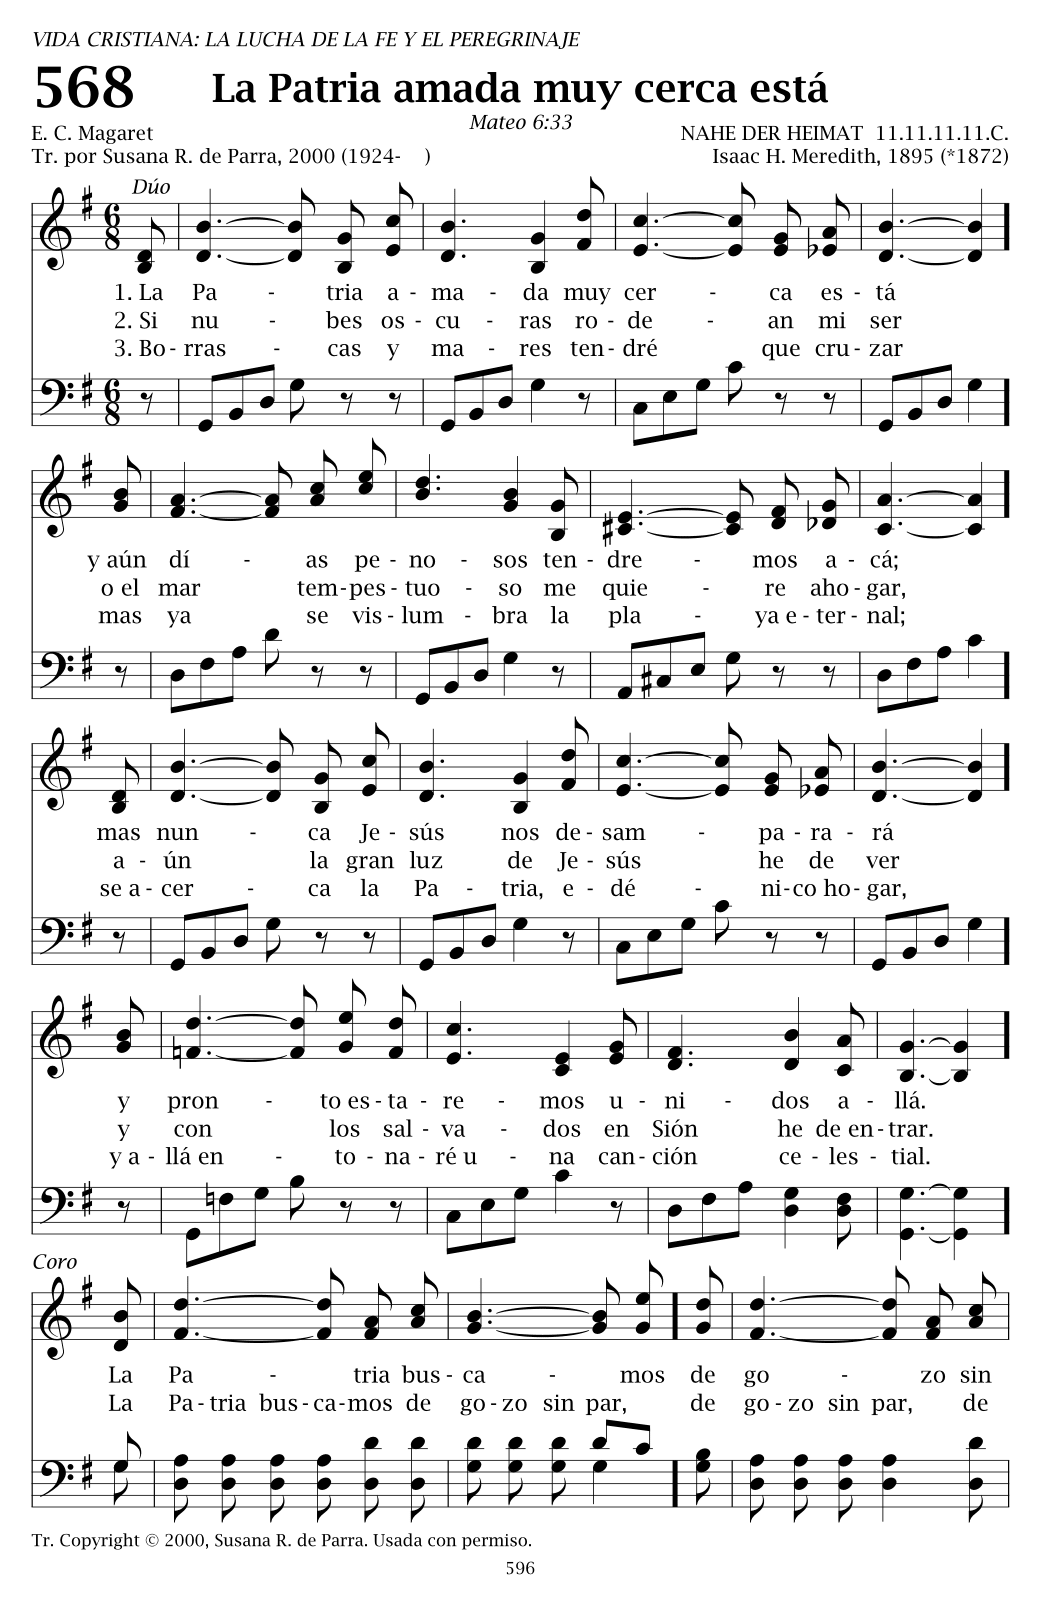 VIDA CRISTIANA: LA LUCHA DE LA FE Y EL PEREGRINAJE
568 La Patria amada muy cerca está
Mateo 6:33
E. C. Magaret NAHE DER HEIMAT 11.11.11.11.C.
Tr. por Susana R. de Parra, 2000 (1924- ) Isaac H. Meredith, 1895 (*1872)
Dúo
1. La Pa - tria a - ma - da muy cer - ca es - tá
2. Si nu - bes os - cu - ras ro - de - an mi ser
3. Bo - rras - cas y ma - res ten - dré que cru - zar
y aún dí - as pe - no - sos ten - dre - mos a - cá;
o el mar tem - pes - tuo - so me quie - re aho - gar,
mas ya se vis - lum - bra la pla - ya e - ter - nal;
mas nun - ca Je - sús nos de - sam - pa - ra - rá
a - ún la gran luz de Je - sús he de ver
se a - cer - ca la Pa - tria, e - dé - ni - co ho - gar,
y pron - to es - ta - re - mos u - ni - dos a - llá.
y con los sal - va - dos en Sión he de en - trar.
y a - llá en - to - na - ré u - na can - ción ce - les - tial.
Coro
La Pa - tria bus - ca - mos de go - zo sin
La Pa - tria bus - ca - mos de go - zo sin par, de go - zo sin par, de
Tr. Copyright © 2000, Susana R. de Parra. Usada con permiso.
596